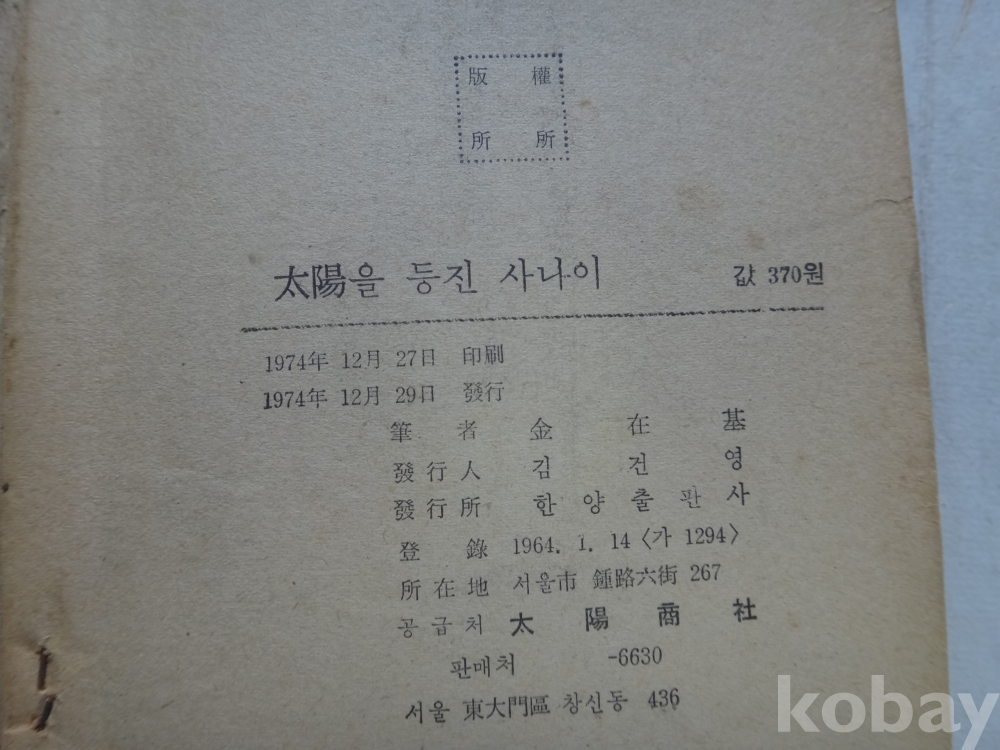 版 權
所 所
太陽을 등진 사나이 값 370원
1974年 12月 27日 印刷
1974年 12月 29日 發行
筆者 金在基
發行人 김건영
發行所 한양출판사
登錄 1964. 1. 14 〈가 1294〉
所在地 서울市 鍾路六街 267
공급처 太陽商社
판매처 -6630
서울 東大門區 창신동 436
kobay